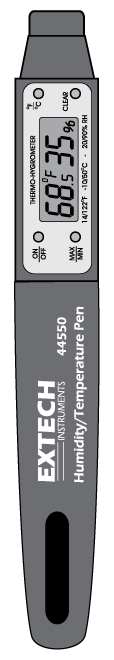 °F/°C
CLEAR
THERMO-HYGROMETER
68.5°F 35%
14/122°F -10/50°C - 20/90% RH
ON
OFF
MAX
MIN
EXTECH
INSTRUMENTS
44550
Humidity/Temperature Pen